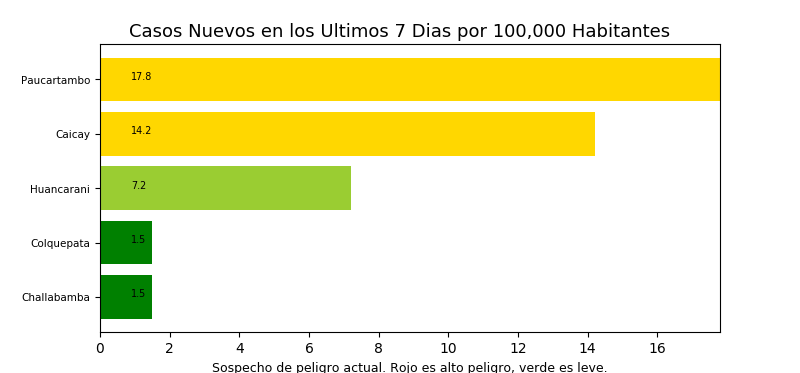 Casos Nuevos en los Ultimos 7 Dias por 100,000 Habitantes
Paucartambo 17.8
Caicay 14.2
Huancarani 7.2
Colquepata 1.5
Challabamba 1.5
0 2 4 6 8 10 12 14 16
Sospecho de peligro actual. Rojo es alto peligro, verde es leve.